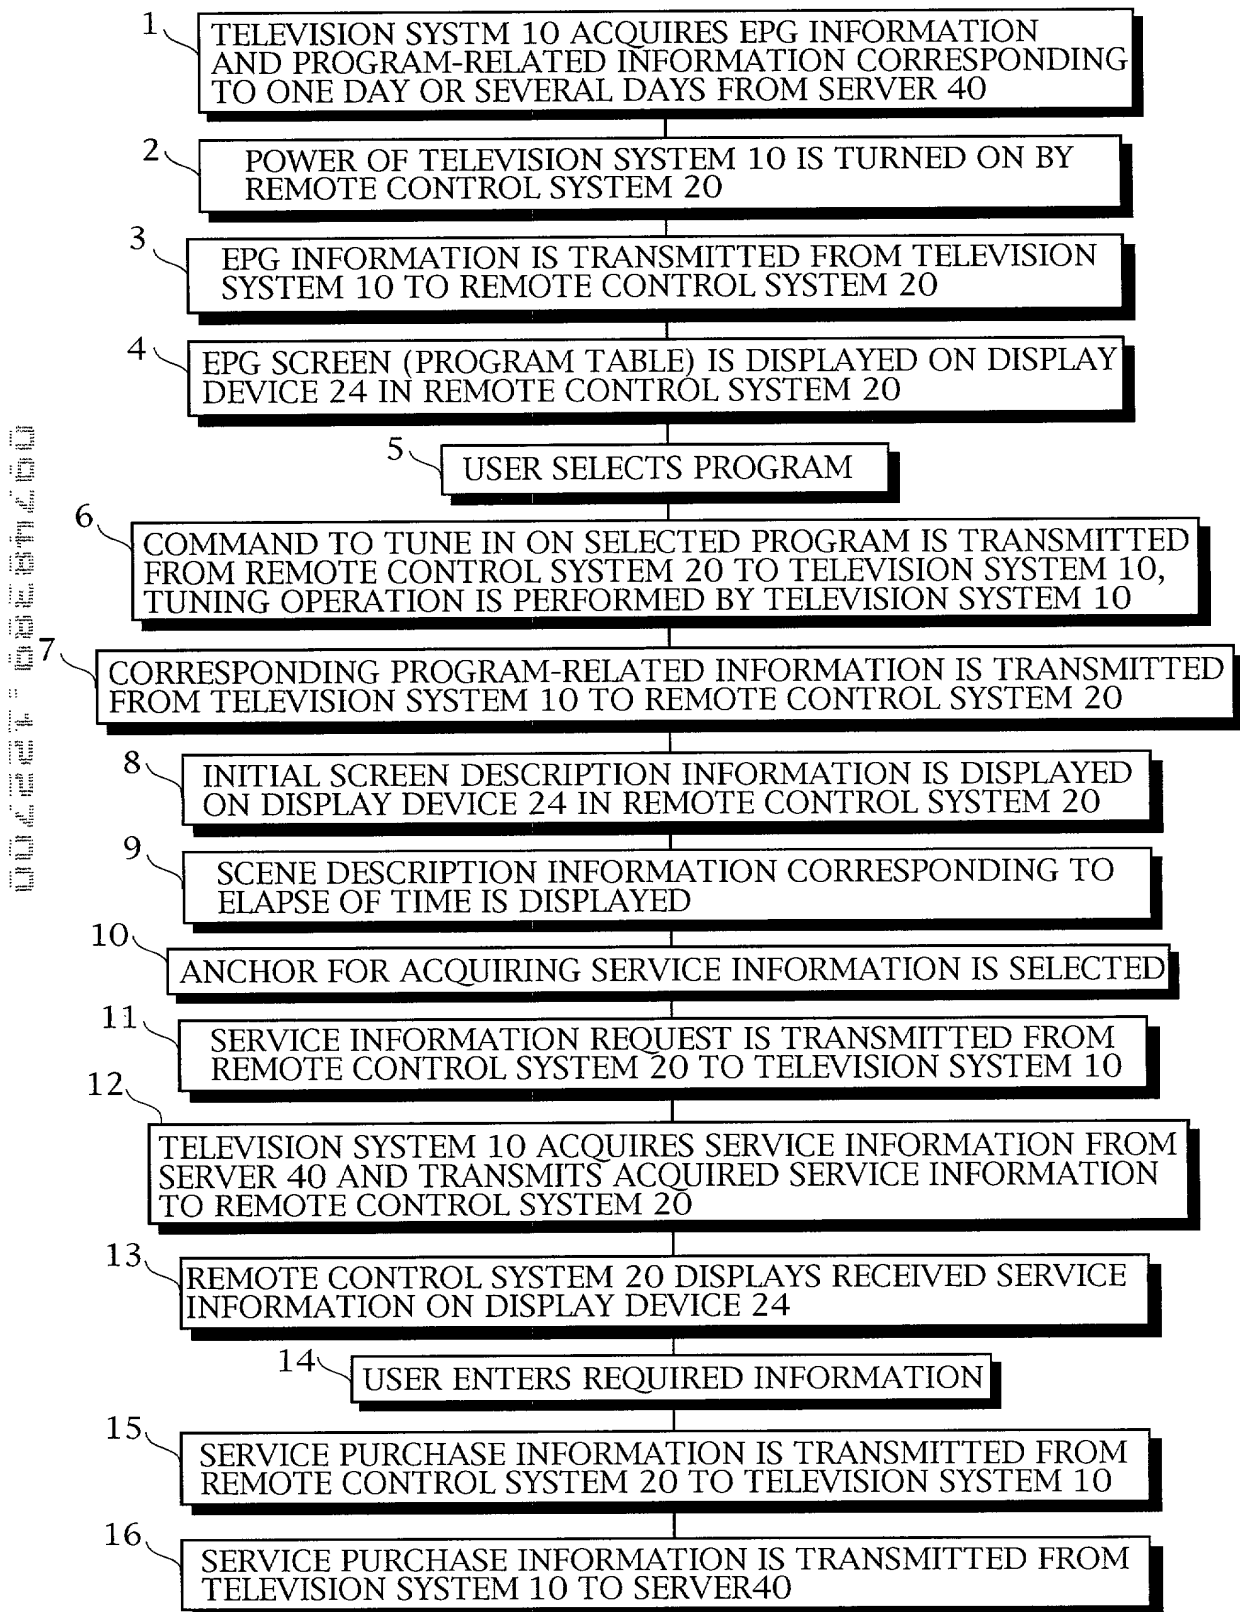 1
TELEVISION SYSTM 10 ACQUIRES EPG INFORMATION
AND PROGRAM-RELATED INFORMATION CORRESPONDING
TO ONE DAY OR SEVERAL DAYS FROM SERVER 40
2
POWER OF TELEVISION SYSTEM 10 IS TURNED ON BY
REMOTE CONTROL SYSTEM 20
3
EPG INFORMATION IS TRANSMITTED FROM TELEVISION
SYSTEM 10 TO REMOTE CONTROL SYSTEM 20
4
EPG SCREEN (PROGRAM TABLE) IS DISPLAYED ON DISPLAY
DEVICE 24 IN REMOTE CONTROL SYSTEM 20
5
USER SELECTS PROGRAM
6
COMMAND TO TUNE IN ON SELECTED PROGRAM IS TRANSMITTED
FROM REMOTE CONTROL SYSTEM 20 TO TELEVISION SYSTEM 10,
TUNING OPERATION IS PERFORMED BY TELEVISION SYSTEM 10
7
CORRESPONDING PROGRAM-RELATED INFORMATION IS TRANSMITTED
FROM TELEVISION SYSTEM 10 TO REMOTE CONTROL SYSTEM 20
8
INITIAL SCREEN DESCRIPTION INFORMATION IS DISPLAYED
ON DISPLAY DEVICE 24 IN REMOTE CONTROL SYSTEM 20
9
SCENE DESCRIPTION INFORMATION CORRESPONDING TO
ELAPSE OF TIME IS DISPLAYED
10
ANCHOR FOR ACQUIRING SERVICE INFORMATION IS SELECTED
11
SERVICE INFORMATION REQUEST IS TRANSMITTED FROM
REMOTE CONTROL SYSTEM 20 TO TELEVISION SYSTEM 10
12
TELEVISION SYSTEM 10 ACQUIRES SERVICE INFORMATION FROM
SERVER 40 AND TRANSMITS ACQUIRED SERVICE INFORMATION
TO REMOTE CONTROL SYSTEM 20
13
REMOTE CONTROL SYSTEM 20 DISPLAYS RECEIVED SERVICE
INFORMATION ON DISPLAY DEVICE 24
14
USER ENTERS REQUIRED INFORMATION
15
SERVICE PURCHASE INFORMATION IS TRANSMITTED FROM
REMOTE CONTROL SYSTEM 20 TO TELEVISION SYSTEM 10
16
SERVICE PURCHASE INFORMATION IS TRANSMITTED FROM
TELEVISION SYSTEM 10 TO SERVER40